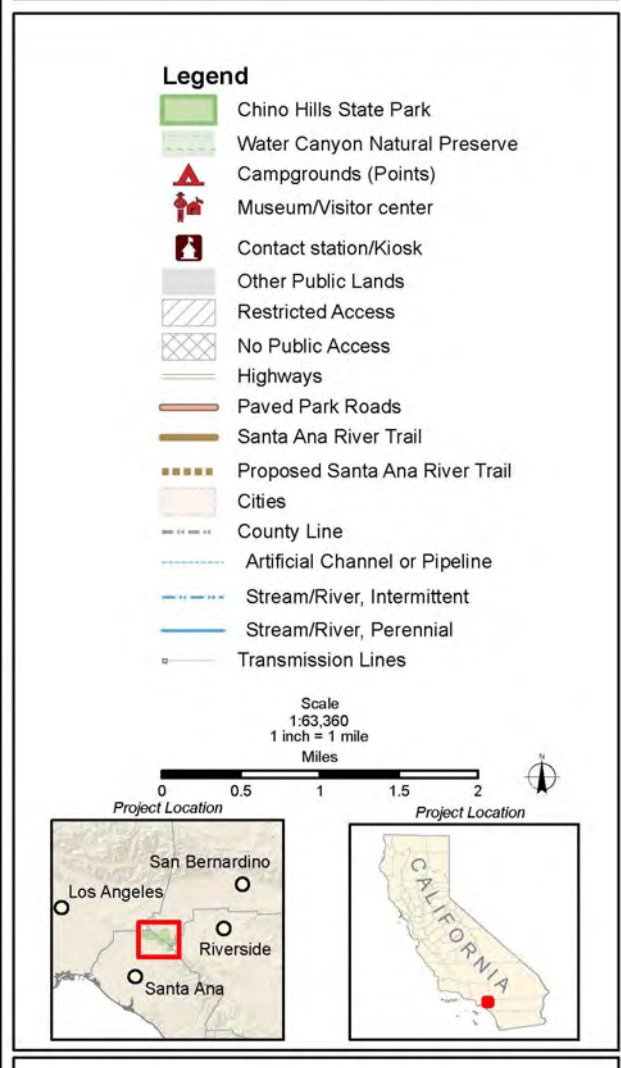 Legend
Chino Hills State Park
Water Canyon Natural Preserve
Campgrounds (Points)
Museum/Visitor center
Contact station/Kiosk
Other Public Lands
Restricted Access
No Public Access
Highways
Paved Park Roads
Santa Ana River Trail
Proposed Santa Ana River Trail
Cities
County Line
Artificial Channel or Pipeline
Stream/River, Intermittent
Stream/River, Perennial
Transmission Lines
Scale
1:63,360
1 inch = 1 mile
Miles
N
0 0.5 1 1.5 2
Project Location
San Bernardino
Los Angeles
Riverside
Santa Ana
Project Location
CALIFORNIA